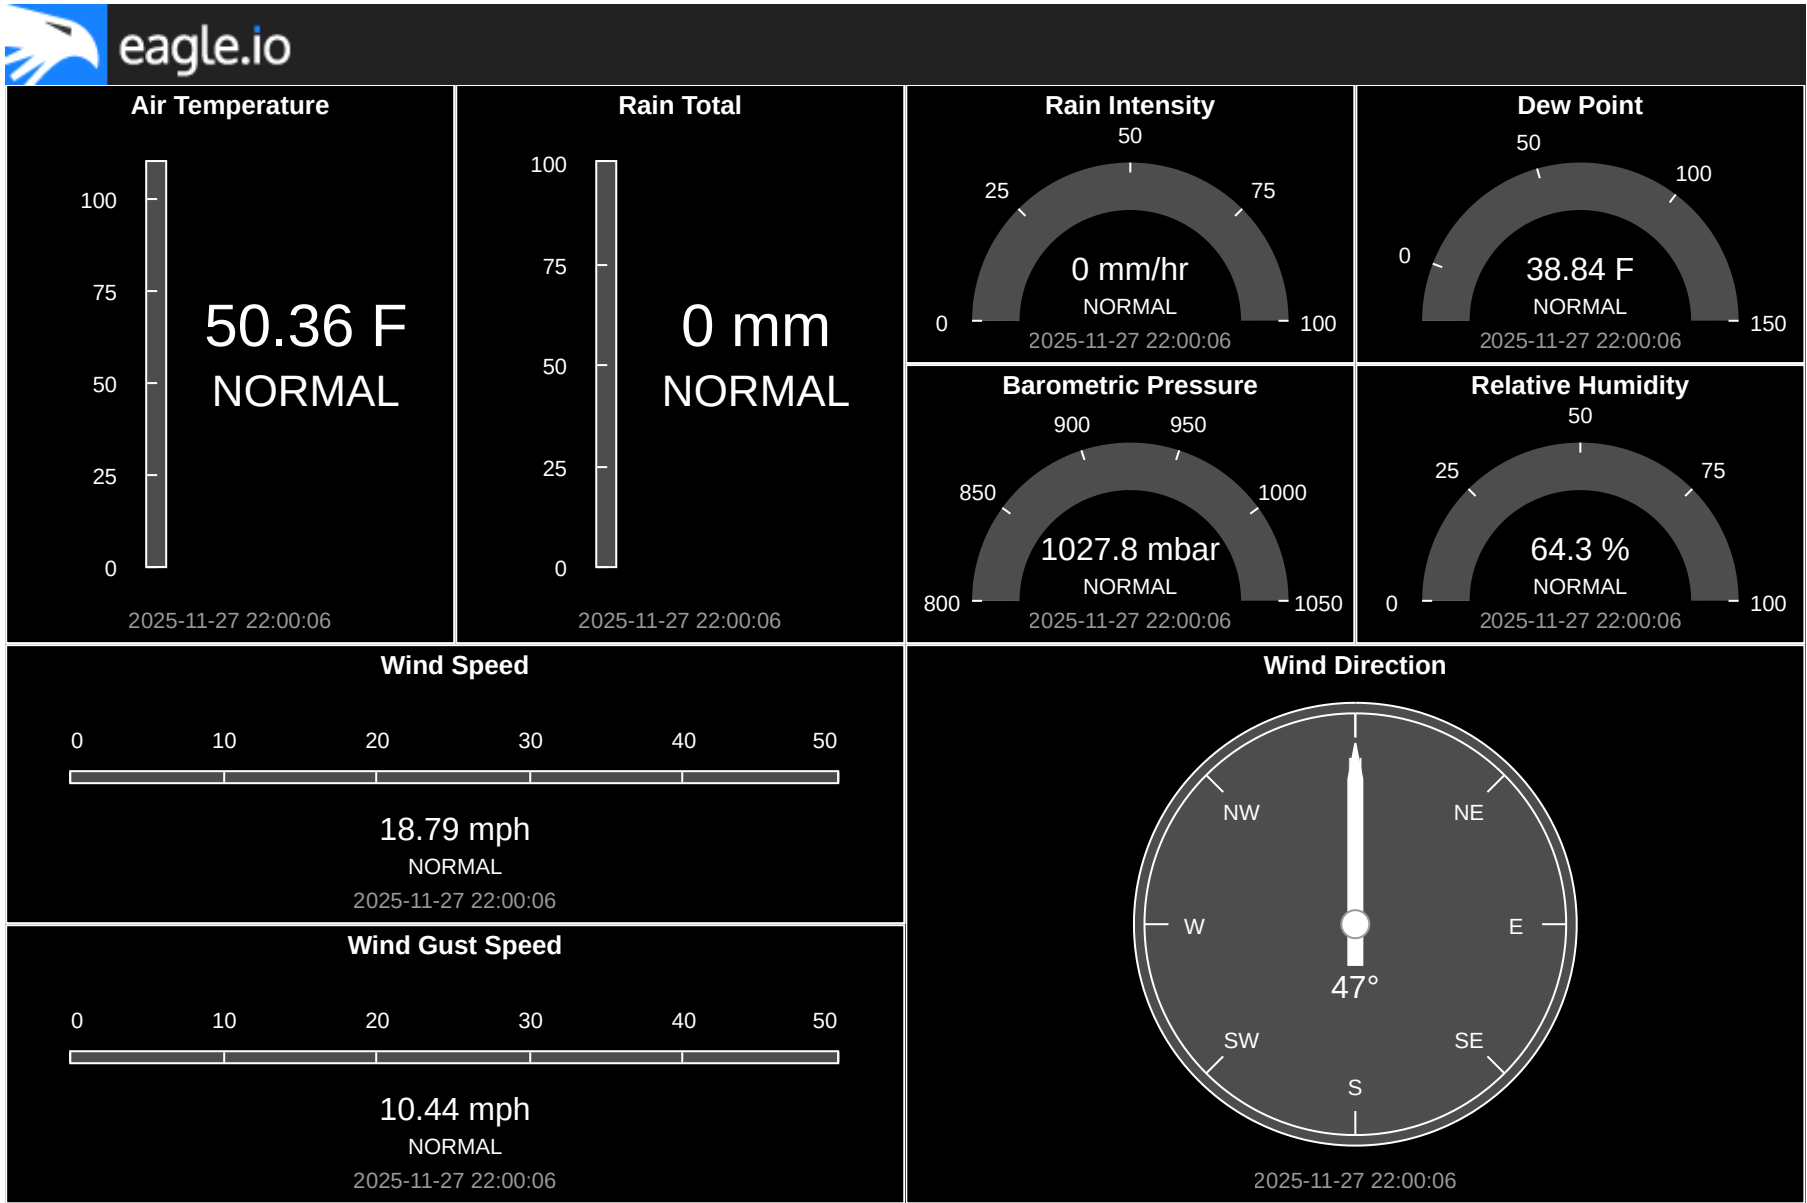 eagle.io
Air Temperature
100
75
50
25
0
50.36 F
NORMAL
2025-11-27 22:00:06
Rain Total
100
75
50
25
0
0 mm
NORMAL
2025-11-27 22:00:06
Rain Intensity
0
25
50
75
100
0 mm/hr
NORMAL
2025-11-27 22:00:06
Dew Point
0
50
100
150
38.84 F
NORMAL
2025-11-27 22:00:06
Barometric Pressure
800
850
900
950
1000
1050
1027.8 mbar
NORMAL
2025-11-27 22:00:06
Relative Humidity
0
25
50
75
100
64.3 %
NORMAL
2025-11-27 22:00:06
Wind Speed
0 10 20 30 40 50
18.79 mph
NORMAL
2025-11-27 22:00:06
Wind Gust Speed
0 10 20 30 40 50
10.44 mph
NORMAL
2025-11-27 22:00:06
Wind Direction
NW NE
W E
47°
SW SE
S
2025-11-27 22:00:06